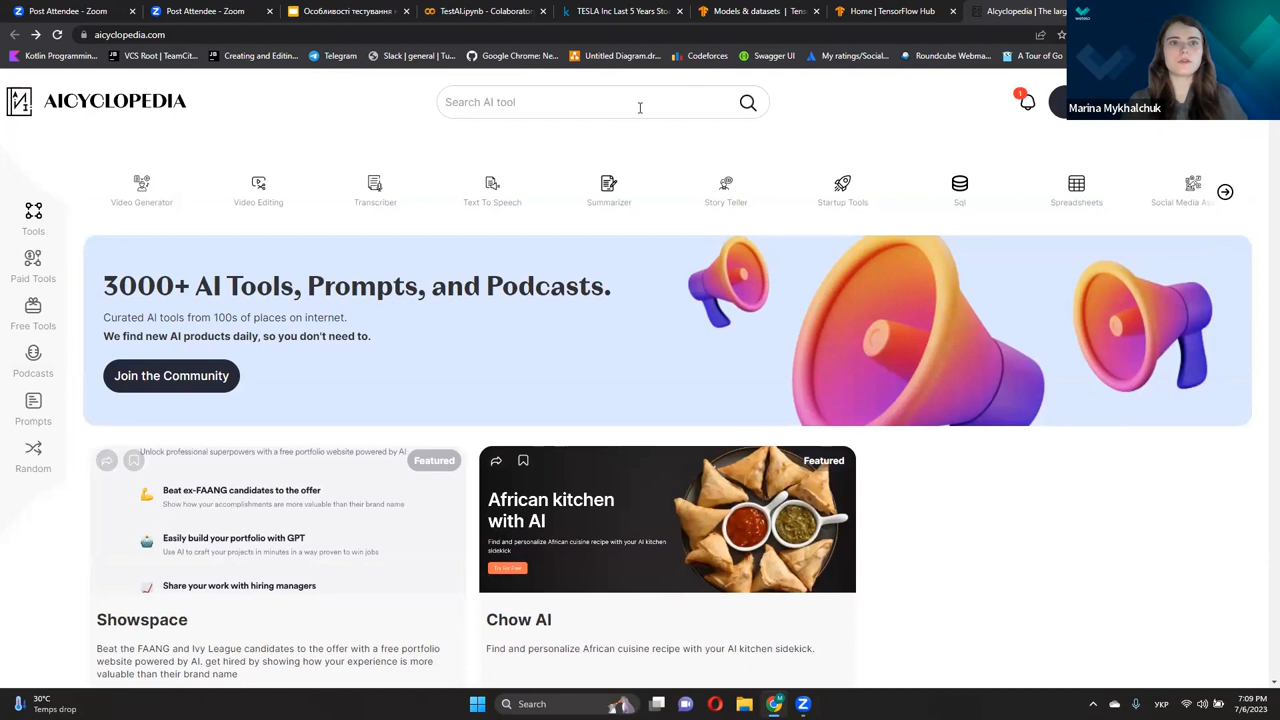 Post Attendee - Zoom
Post Attendee - Zoom
Особливості тестування н
TestAI.ipynb - Colaborator
TESLA Inc Last 5 Years Sto
Models & datasets | Tens
Home | TensorFlow Hub
AIcyclopedia | The larg
aicyclopedia.com
Kotlin Programmin...
VCS Root | TeamCit...
Creating and Editin...
Telegram
Slack | general | Tu...
Google Chrome: Ne...
Untitled Diagram.dr...
Codeforces
Swagger UI
My ratings/Social...
Roundcube Webma...
A Tour of Go
Marina Mykhalchuk
AICYCLOPEDIA
Search AI tool
1
Video Generator
Video Editing
Transcriber
Text To Speech
Summarizer
Story Teller
Startup Tools
Sql
Spreadsheets
Social Media Ass
Tools
Paid Tools
Free Tools
Podcasts
Prompts
Random
3000+ AI Tools, Prompts, and Podcasts.
Curated AI tools from 100s of places on internet.
We find new AI products daily, so you don't need to.
Join the Community
Unlock professional superpowers with a free portfolio website powered by AI
Featured
Beat ex-FAANG candidates to the offer
Show how your accomplishments are more valuable than their brand name
Easily build your portfolio with GPT
Use AI to craft your projects in minutes in a way proven to win jobs
Share your work with hiring managers
Showspace
Beat the FAANG and Ivy League candidates to the offer with a free portfolio
website powered by AI. get hired by showing how your experience is more
valuable than their brand name
Featured
African kitchen
with AI
Find and personalize African cuisine recipe with your AI kitchen
sidekick
Try For Free
Chow AI
Find and personalize African cuisine recipe with your AI kitchen sidekick.
30°C
Temps drop
Search
УКР
7:09 PM
7/6/2023